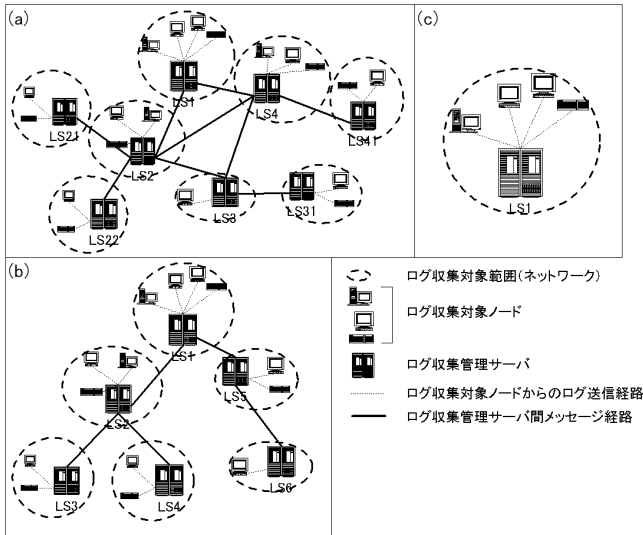 (a)
LS1
LS4
LS21
LS2
LS41
LS22
LS3
LS31
(c)
LS1
(b)
LS1
LS2
LS5
LS3
LS4
LS6
ログ収集対象範囲(ネットワーク)
ログ収集対象ノード
ログ収集管理サーバ
ログ収集対象ノードからのログ送信経路
ログ収集管理サーバ間メッセージ経路